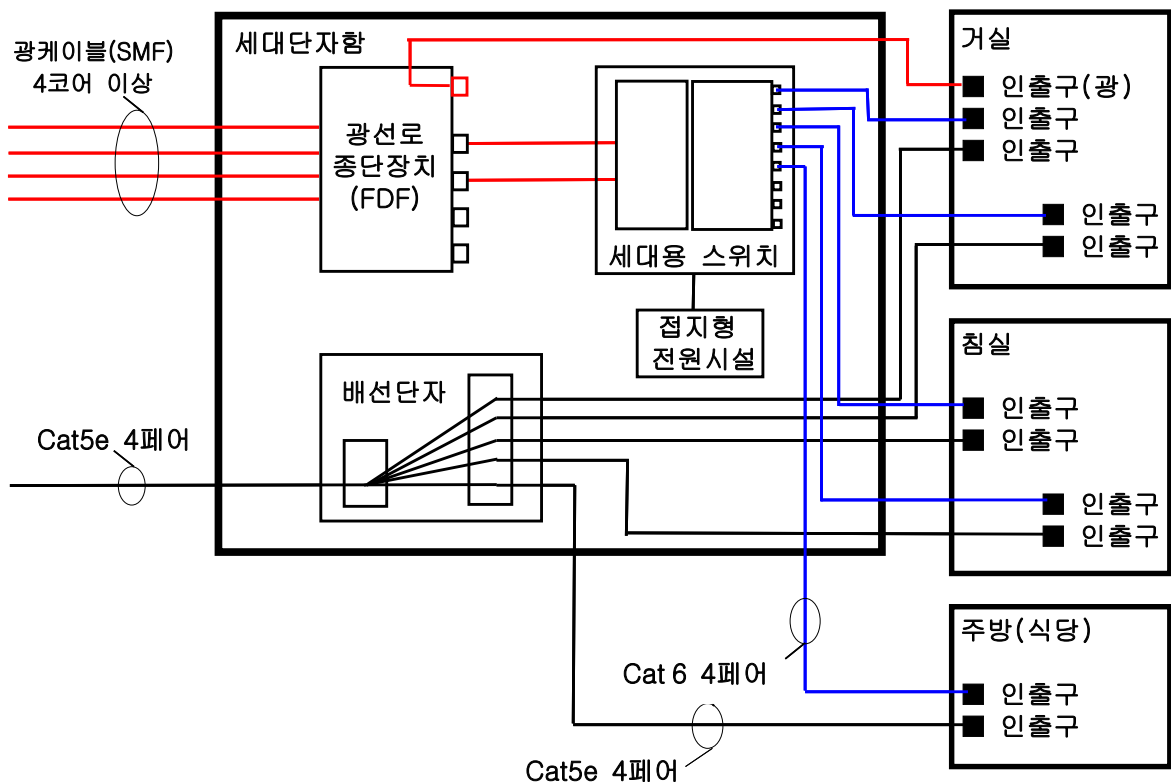 광케이블(SMF)
4코어 이상
세대단자함
광선로
종단장치
(FDF)
세대용 스위치
접지형
전원시설
배선단자
Cat5e 4페어
Cat 6 4페어
Cat5e 4페어
거실
인출구(광)
인출구
인출구
인출구
인출구
침실
인출구
인출구
인출구
인출구
주방(식당)
인출구
인출구